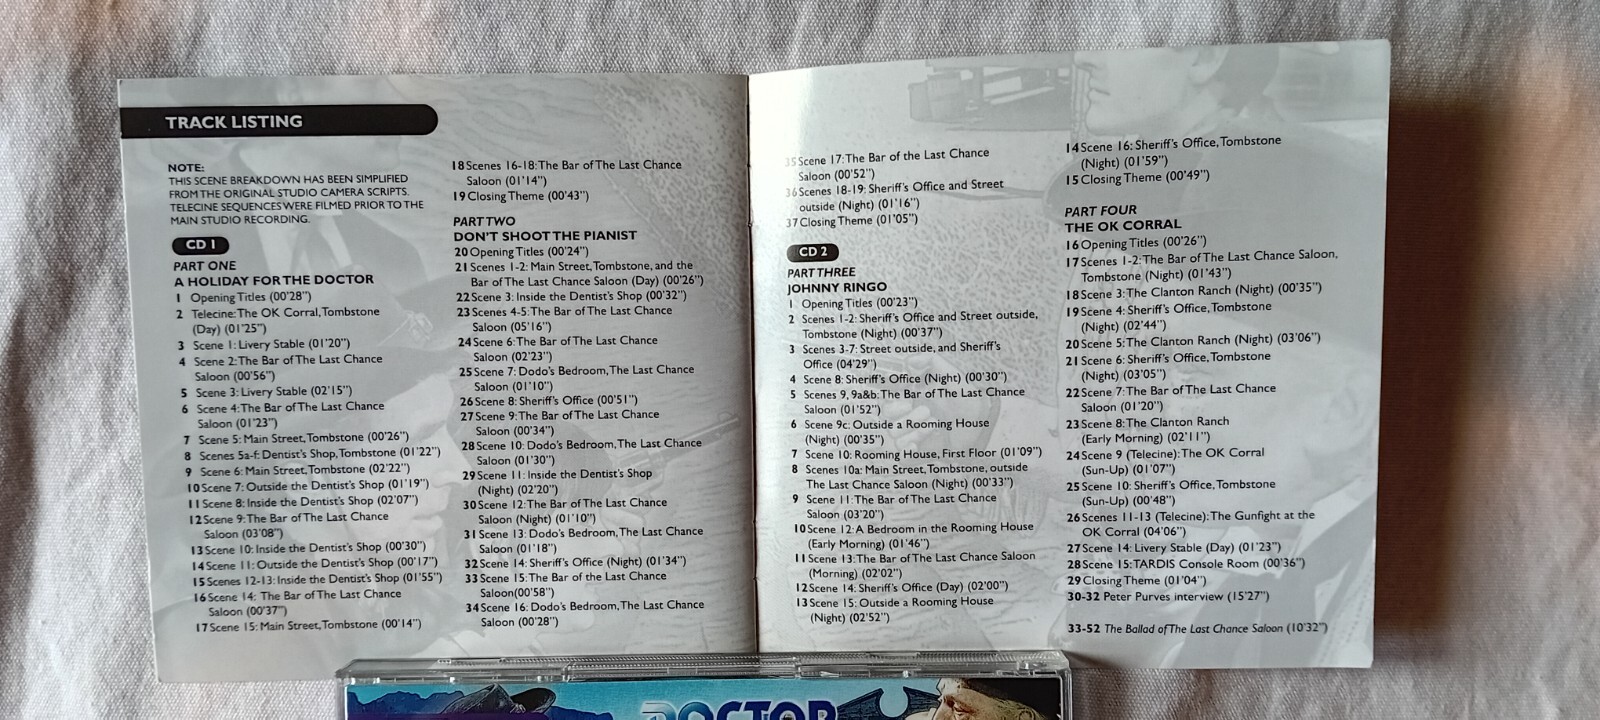 TRACK LISTING
NOTE:
THIS SCENE BREAKDOWN HAS BEEN SIMPLIFIED
FROM THE ORIGINAL STUDIO CAMERA SCRIPTS.
TELECINE SEQUENCES WERE FILMED PRIOR TO THE
MAIN STUDIO RECORDING.
CD 1
PART ONE
A HOLIDAY FOR THE DOCTOR
1 Opening Titles (00'28")
2 Telecine: The OK Corral, Tombstone
(Day) (01'25")
3 Scene 1: Livery Stable (01'20")
4 Scene 2: The Bar of The Last Chance
Saloon (00'56")
5 Scene 3: Livery Stable (02'15")
6 Scene 4: The Bar of The Last Chance
Saloon (01'23")
7 Scene 5: Main Street, Tombstone (00'26")
8 Scenes 5a-f: Dentist's Shop, Tombstone (01'22")
9 Scene 6: Main Street, Tombstone (02'22")
10 Scene 7: Outside the Dentist's Shop (01'19")
11 Scene 8: Inside the Dentist's Shop (02'07")
12 Scene 9: The Bar of The Last Chance
Saloon (03'08")
13 Scene 10: Inside the Dentist's Shop (00'30")
14 Scene 11: Outside the Dentist's Shop (00'17")
15 Scenes 12-13: Inside the Dentist's Shop (01'55")
16 Scene 14: The Bar of The Last Chance
Saloon (00'37")
17 Scene 15: Main Street, Tombstone (00'14")
18 Scenes 16-18: The Bar of The Last Chance
Saloon (01'14")
19 Closing Theme (00'43")
PART TWO
DON'T SHOOT THE PIANIST
20 Opening Titles (00'24")
21 Scenes 1-2: Main Street, Tombstone, and the
Bar of The Last Chance Saloon (Day) (00'26")
22 Scene 3: Inside the Dentist's Shop (00'32")
23 Scenes 4-5: The Bar of The Last Chance
Saloon (05'16")
24 Scene 6: The Bar of The Last Chance
Saloon (02'23")
25 Scene 7: Dodo's Bedroom, The Last Chance
Saloon (01'10")
26 Scene 8: Sheriff's Office (00'51")
27 Scene 9: The Bar of The Last Chance
Saloon (00'34")
28 Scene 10: Dodo's Bedroom, The Last Chance
Saloon (01'30")
29 Scene 11: Inside the Dentist's Shop
(Night) (02'20")
30 Scene 12: The Bar of The Last Chance
Saloon (Night) (01'10")
31 Scene 13: Dodo's Bedroom, The Last Chance
Saloon (01'18")
32 Scene 14: Sheriff's Office (Night) (01'34")
33 Scene 15: The Bar of the Last Chance
Saloon(00'58")
34 Scene 16: Dodo's Bedroom, The Last Chance
Saloon (00'28")
35 Scene 17: The Bar of the Last Chance
Saloon (00'52")
36 Scenes 18-19: Sheriff's Office and Street
outside (Night) (01'16")
37 Closing Theme (01'05")
CD 2
PART THREE
JOHNNY RINGO
1 Opening Titles (00'23")
2 Scenes 1-2: Sheriff's Office and Street outside,
Tombstone (Night) (00'37")
3 Scenes 3-7: Street outside, and Sheriff's
Office (04'29")
4 Scene 8: Sheriff's Office (Night) (00'30")
5 Scenes 9, 9a&b: The Bar of The Last Chance
Saloon (01'52")
6 Scene 9c: Outside a Rooming House
(Night) (00'35")
7 Scene 10: Rooming House, First Floor (01'09")
8 Scenes 10a: Main Street, Tombstone, outside
The Last Chance Saloon (Night) (00'33")
9 Scene 11: The Bar of The Last Chance
Saloon (03'20")
10 Scene 12: A Bedroom in the Rooming House
(Early Morning) (01'46")
11 Scene 13: The Bar of The Last Chance Saloon
(Morning) (02'02")
12 Scene 14: Sheriff's Office (Day) (02'00")
13 Scene 15: Outside a Rooming House
(Night) (02'52")
14 Scene 16: Sheriff's Office, Tombstone
(Night) (01'59")
15 Closing Theme (00'49")
PART FOUR
THE OK CORRAL
16 Opening Titles (00'26")
17 Scenes 1-2: The Bar of The Last Chance Saloon,
Tombstone (Night) (01'43")
18 Scene 3: The Clanton Ranch (Night) (00'35")
19 Scene 4: Sheriff's Office, Tombstone
(Night) (02'44")
20 Scene 5: The Clanton Ranch (Night) (03'06")
21 Scene 6: Sheriff's Office, Tombstone
(Night) (03'05")
22 Scene 7: The Bar of The Last Chance
Saloon (01'20")
23 Scene 8: The Clanton Ranch
(Early Morning) (02'11")
24 Scene 9 (Telecine): The OK Corral
(Sun-Up) (01'07")
25 Scene 10: Sheriff's Office, Tombstone
(Sun-Up) (00'48")
26 Scenes 11-13 (Telecine): The Gunfight at the
OK Corral (04'06")
27 Scene 14: Livery Stable (Day) (01'23")
28 Scene 15: TARDIS Console Room (00'36")
29 Closing Theme (01'04")
30-32 Peter Purves interview (15'27")
33-52 The Ballad of The Last Chance Saloon (10'32")
DOCTOR